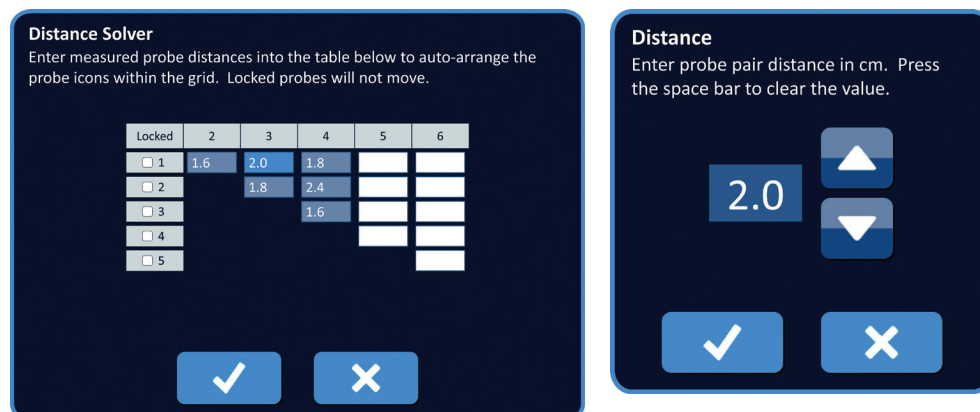 Distance Solver
Enter measured probe distances into the table below to auto-arrange the
probe icons within the grid.  Locked probes will not move.
Locked 2 3 4 5 6
1 1.6 2.0 1.8
2 1.8 2.4
3 1.6
4
5
Distance
Enter probe pair distance in cm.  Press
the space bar to clear the value.
2.0